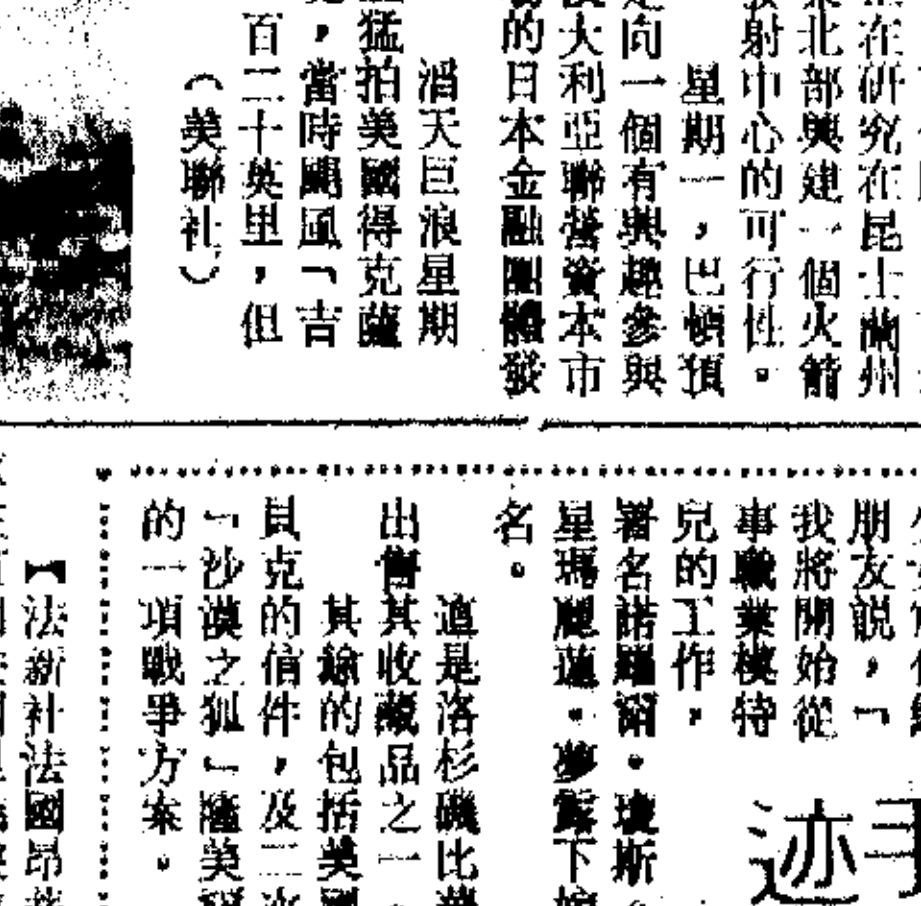 在研究在昆士蘭州
北部興建一個火箭
射中心的可行性。
星期一，巴頓預
向一個有興趣參與
大利亞聯營資本市
的日本金融團體發
滔天巨浪星期
猛拍美國得克薩
，當時颶風「吉
百二十英里，但
（美聯社）
迹
朋友説，「
我將開始從
事職業模特
兒的工作，
署名諾羅爾・瓊斯
星瑪麗蓮・夢露下
名。
這是洛杉磯比
出售其收藏品之一。
其餘的包括美
貝克的信件，及二次
「沙漠之狐」隆美爾
的一項戰爭方案。
【法新社法國昂